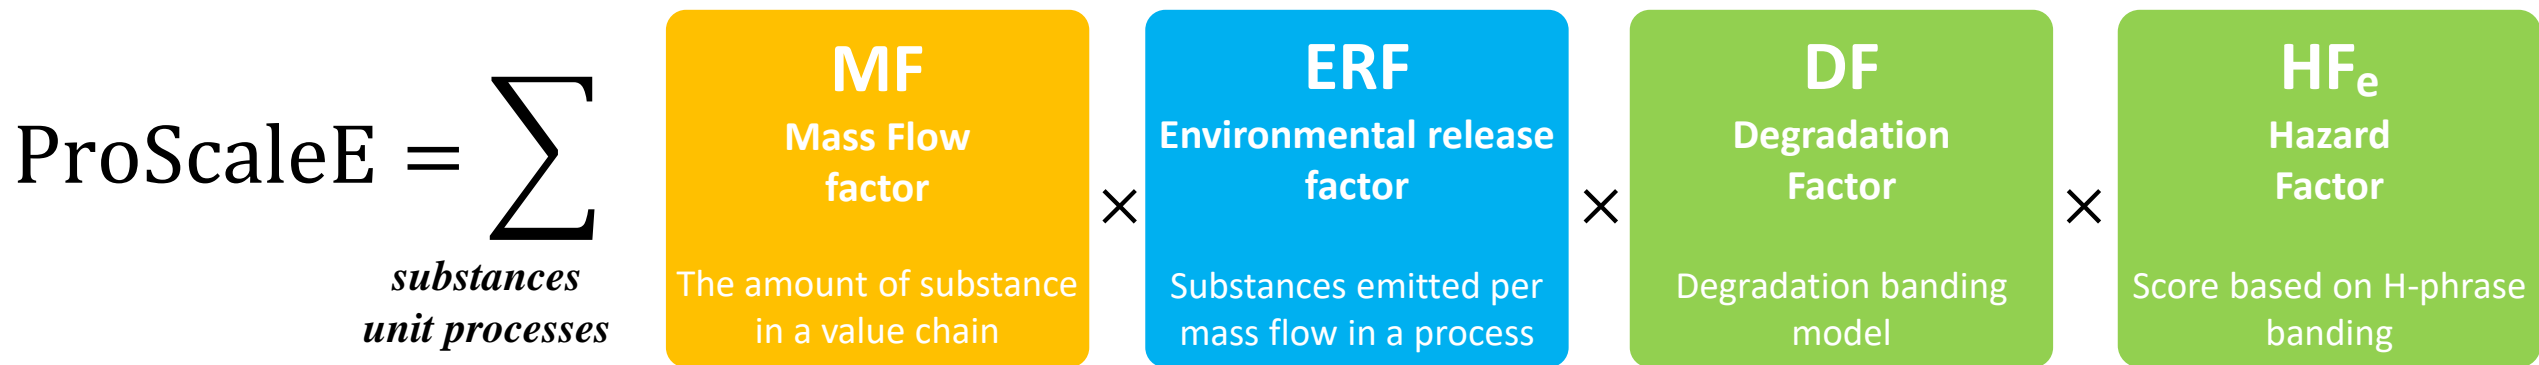 ProScaleE = ∑
substances
unit processes
MF
Mass Flow
factor
The amount of substance
in a value chain
×
ERF
Environmental release
factor
Substances emitted per
mass flow in a process
×
DF
Degradation
Factor
Degradation banding
model
×
HFe
Hazard
Factor
Score based on H-phrase
banding